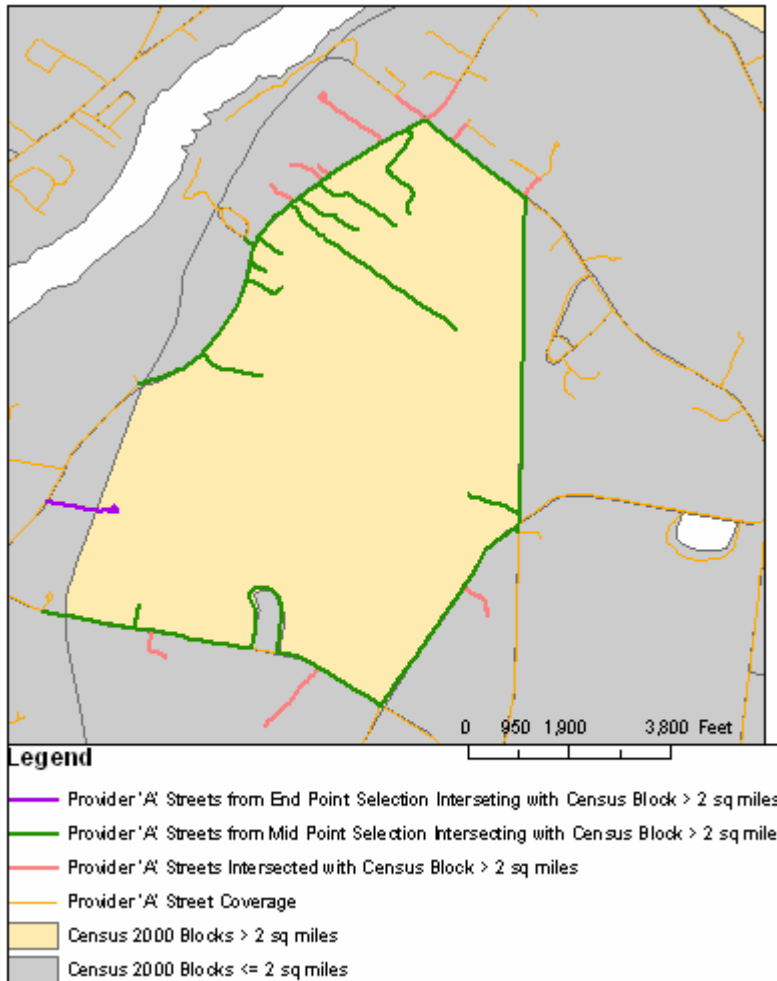 0 950 1,900 3,800 Feet
Legend
Provider 'A' Streets from End Point Selection Interseting with Census Block > 2 sq miles
Provider 'A' Streets from Mid Point Selection Intersecting with Census Block > 2 sq mile
Provider 'A' Streets Intersected with Census Block > 2 sq miles
Provider 'A' Street Coverage
Census 2000 Blocks > 2 sq miles
Census 2000 Blocks <= 2 sq miles